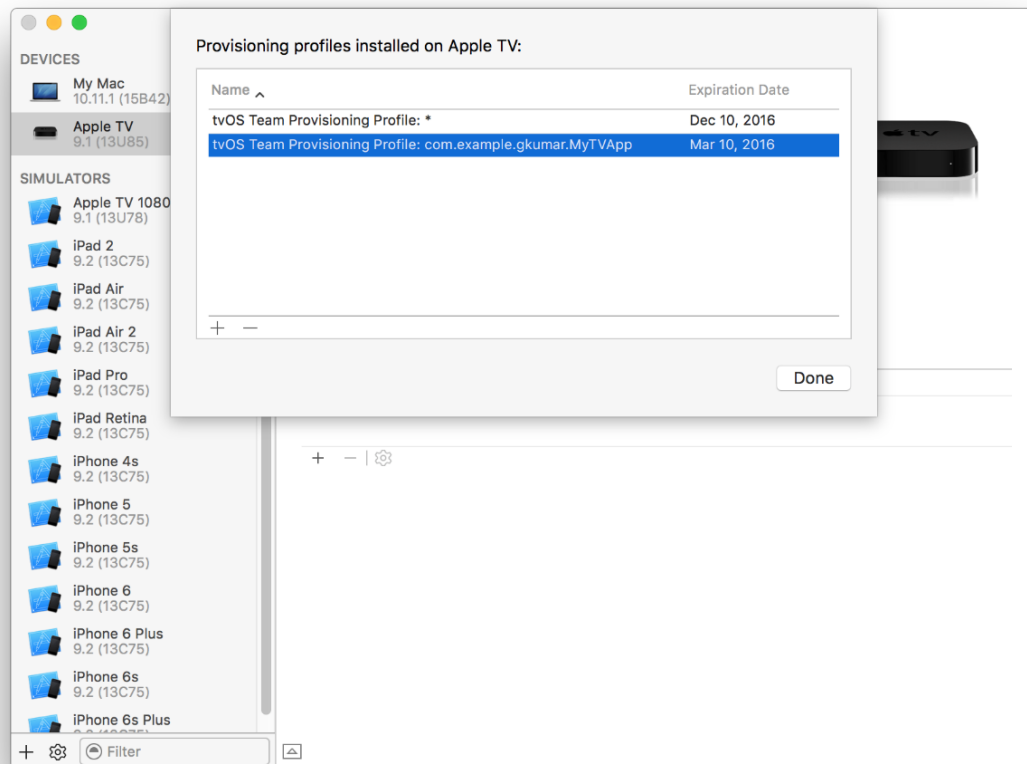 Provisioning profiles installed on Apple TV:
Name
Expiration Date
tvOS Team Provisioning Profile: *
Dec 10, 2016
tvOS Team Provisioning Profile: com.example.gkumar.MyTVApp
Mar 10, 2016
Done
DEVICES
My Mac
10.11.1 (15B42)
Apple TV
9.1 (13U85)
SIMULATORS
Apple TV 1080
9.1 (13U78)
iPad 2
9.2 (13C75)
iPad Air
9.2 (13C75)
iPad Air 2
9.2 (13C75)
iPad Pro
9.2 (13C75)
iPad Retina
9.2 (13C75)
iPhone 4s
9.2 (13C75)
iPhone 5
9.2 (13C75)
iPhone 5s
9.2 (13C75)
iPhone 6
9.2 (13C75)
iPhone 6 Plus
9.2 (13C75)
iPhone 6s
9.2 (13C75)
iPhone 6s Plus
Filter
tv